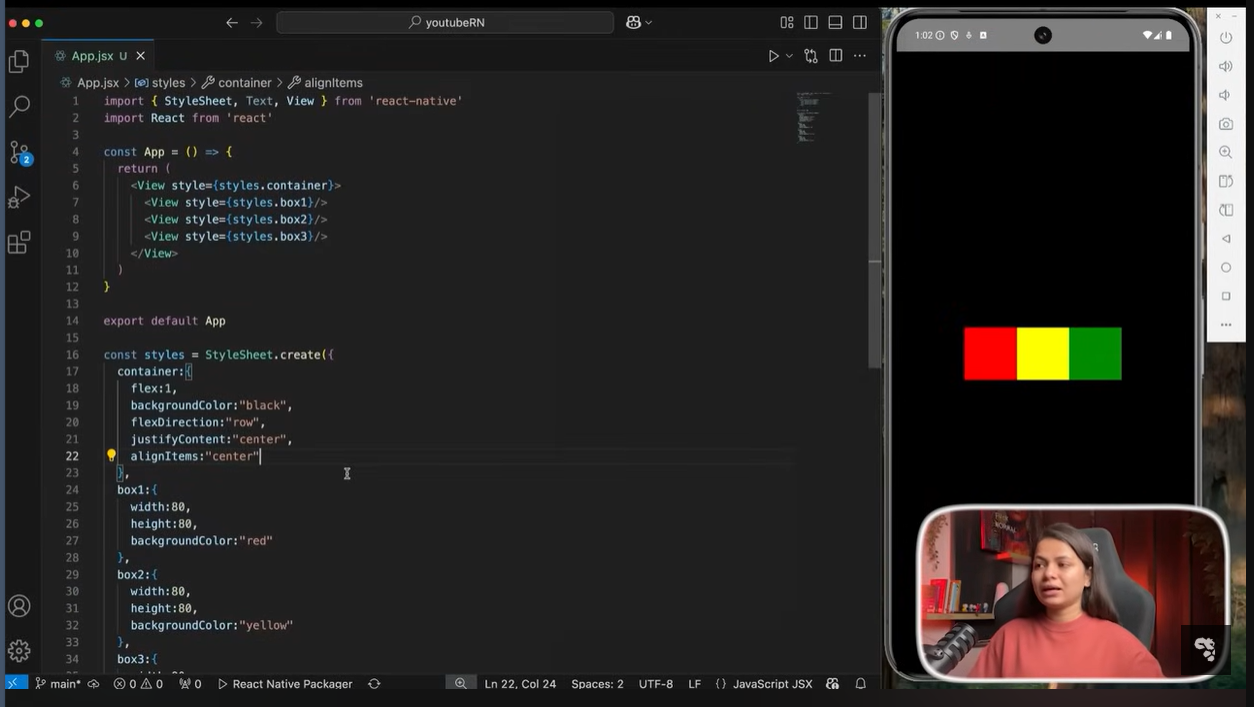 youtubeRN
App.jsx U
App.jsx > styles > container > alignItems
1 import { StyleSheet, Text, View } from 'react-native'
2 import React from 'react'
3
4 const App = () => {
5 return (
6 <View style={styles.container}>
7 <View style={styles.box1}/>
8 <View style={styles.box2}/>
9 <View style={styles.box3}/>
10 </View>
11 )
12 }
13
14 export default App
15
16 const styles = StyleSheet.create({
17 container:{
18 flex:1,
19 backgroundColor:"black",
20 flexDirection:"row",
21 justifyContent:"center",
22 alignItems:"center"
23 },
24 box1:{
25 width:80,
26 height:80,
27 backgroundColor:"red"
28 },
29 box2:{
30 width:80,
31 height:80,
32 backgroundColor:"yellow"
33 },
34 box3:{
2
main*
0 0
0
React Native Packager
Ln 22, Col 24
Spaces: 2
UTF-8
LF
{} JavaScript JSX
1:02